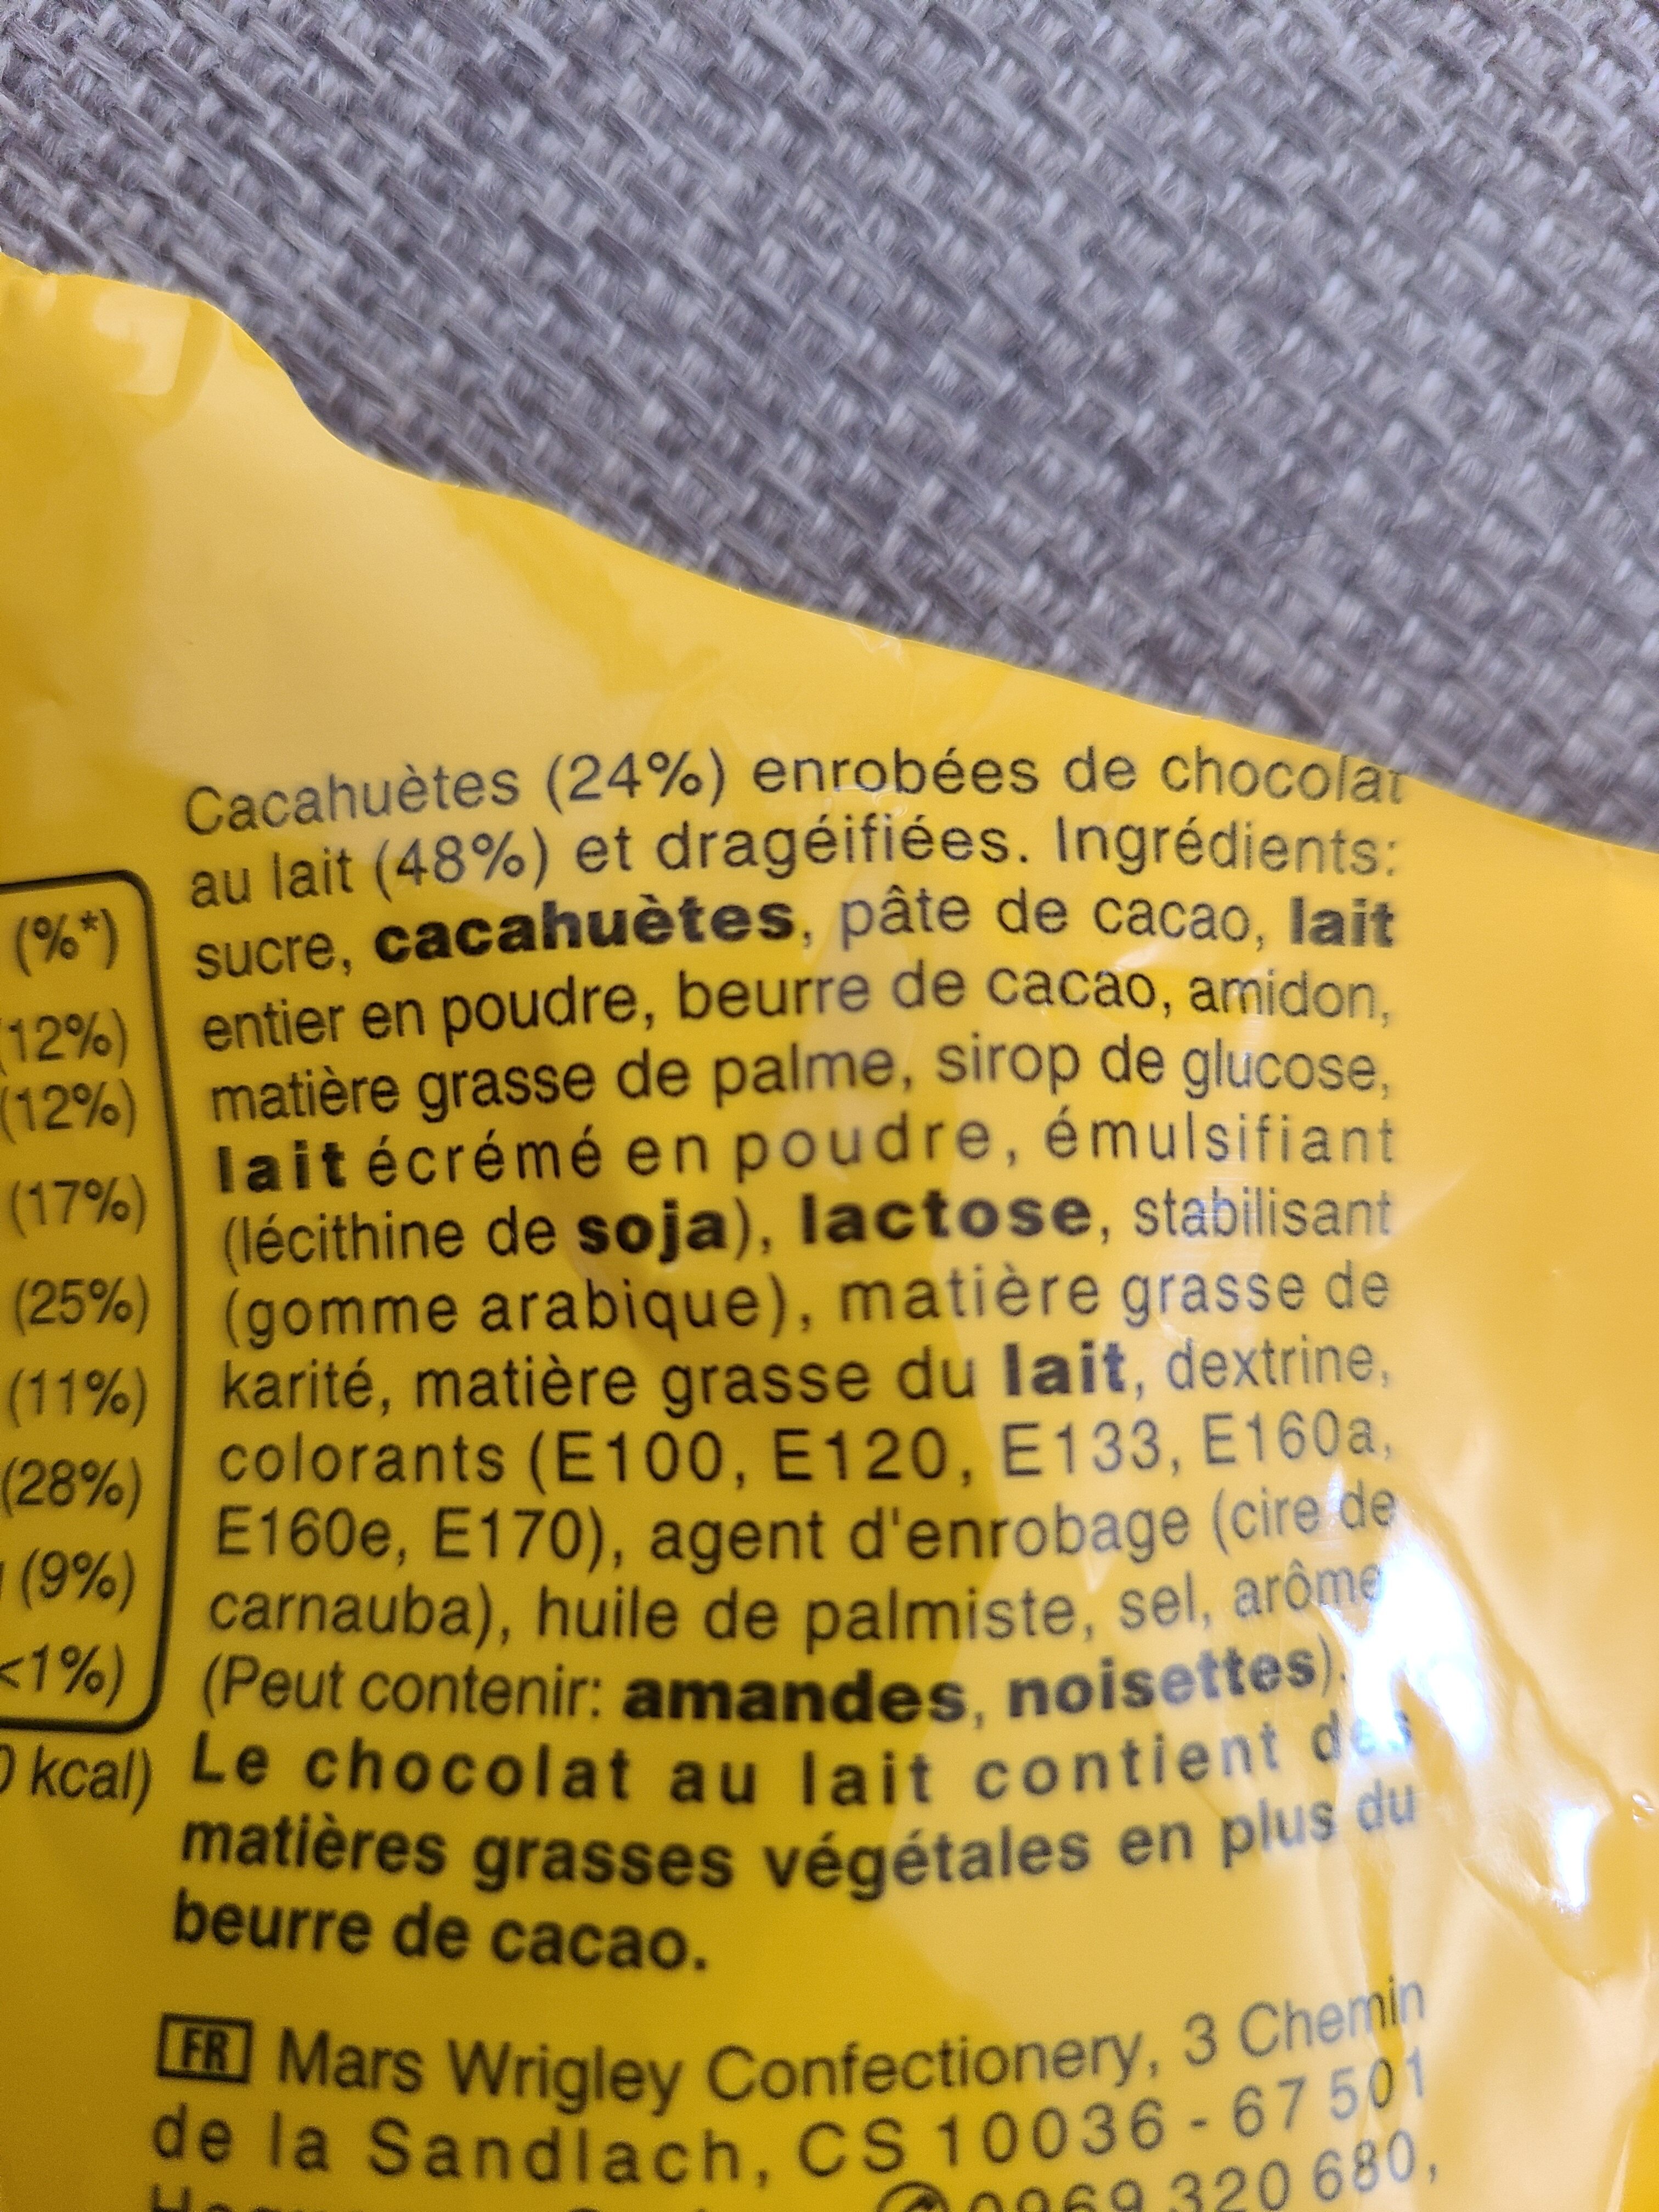 Cacahuètes (24%) enrobées de chocolat
au lait (48%) et dragéifiées. Ingrédients:
sucre, cacahuètes, pâte de cacao, lait
entier en poudre, beurre de cacao, amidon,
matière grasse de palme, sirop de glucose,
lait écrémé en poudre, émulsifiant
(lécithine de soja), lactose, stabilisant
(gomme arabique), matière grasse de
karité, matière grasse du lait, dextrine,
colorants (E100, E120, E133, E160a,
E160e, E170), agent d'enrobage (cire de
carnauba), huile de palmiste, sel, arôme
(Peut contenir: amandes, noisettes).
Le chocolat au lait contient des
matières grasses végétales en plus du
beurre de cacao.
FR Mars Wrigley Confectionery, 3 Chemin
de la Sandlach, CS 10036 - 67 501
0969 320 680,
(%*)
(12%)
(12%)
(17%)
(25%)
(11%)
(28%)
(9%)
<1%)
kcal)